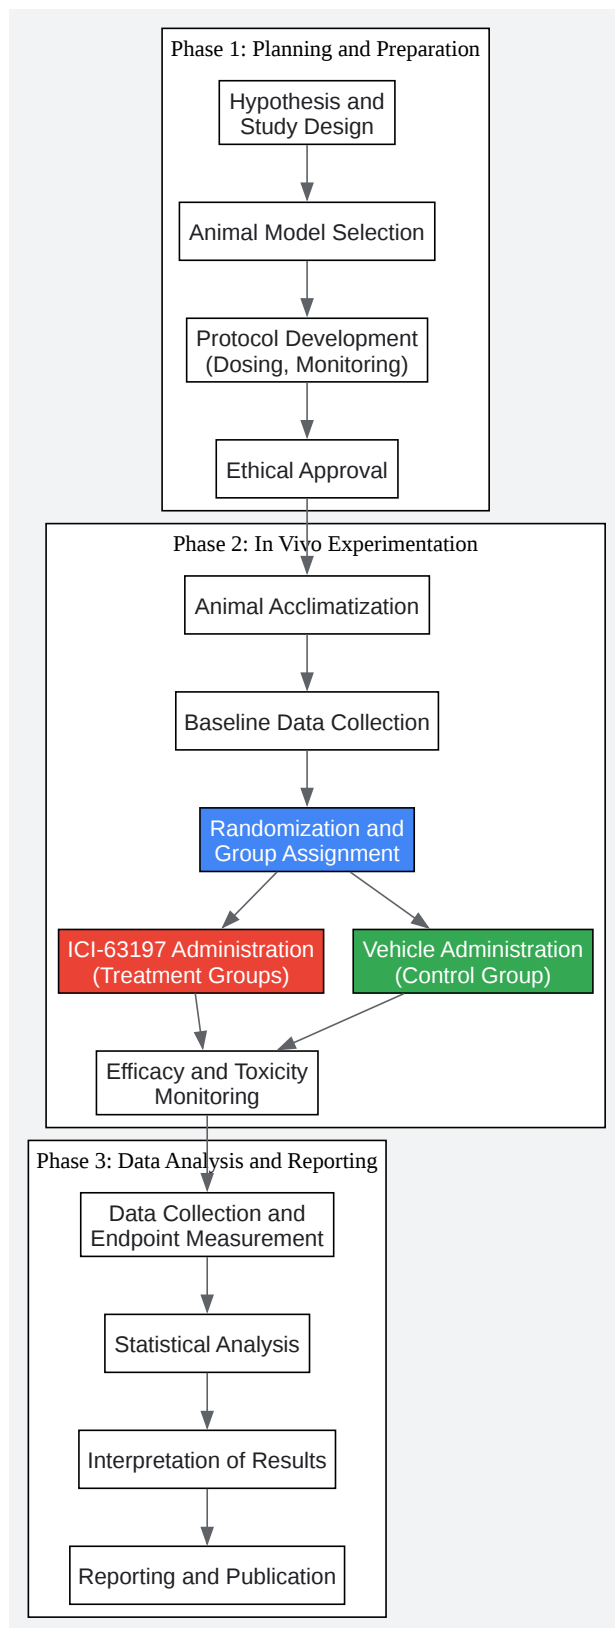 Phase 1: Planning and Preparation
Hypothesis and
Study Design
Animal Model Selection
Protocol Development
(Dosing, Monitoring)
Ethical Approval
Phase 2: In Vivo Experimentation
Animal Acclimatization
Baseline Data Collection
Randomization and
Group Assignment
ICI-63197 Administration
(Treatment Groups)
Vehicle Administration
(Control Group)
Efficacy and Toxicity
Monitoring
Phase 3: Data Analysis and Reporting
Data Collection and
Endpoint Measurement
Statistical Analysis
Interpretation of Results
Reporting and Publication